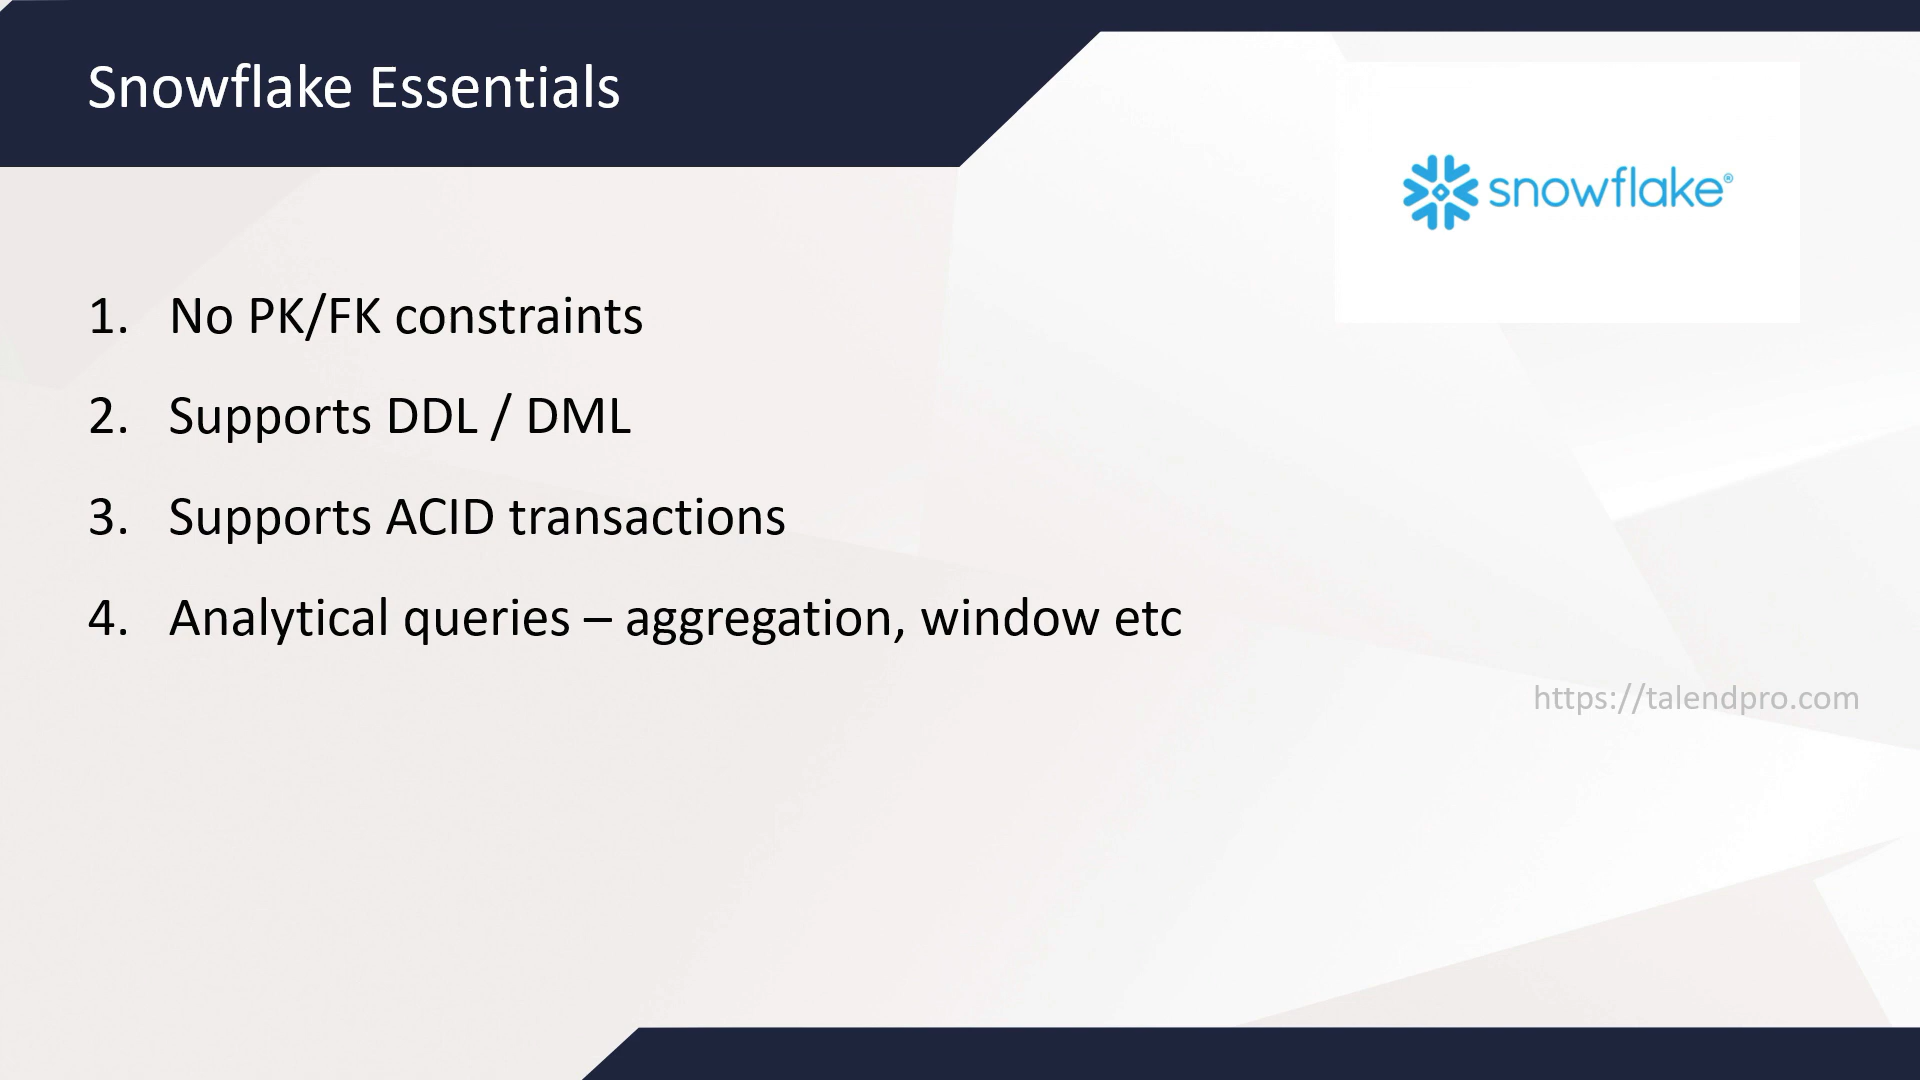 Snowflake Essentials
snowflake®
1. No PK/FK constraints
2. Supports DDL / DML
3. Supports ACID transactions
4. Analytical queries – aggregation, window etc
https://talendpro.com